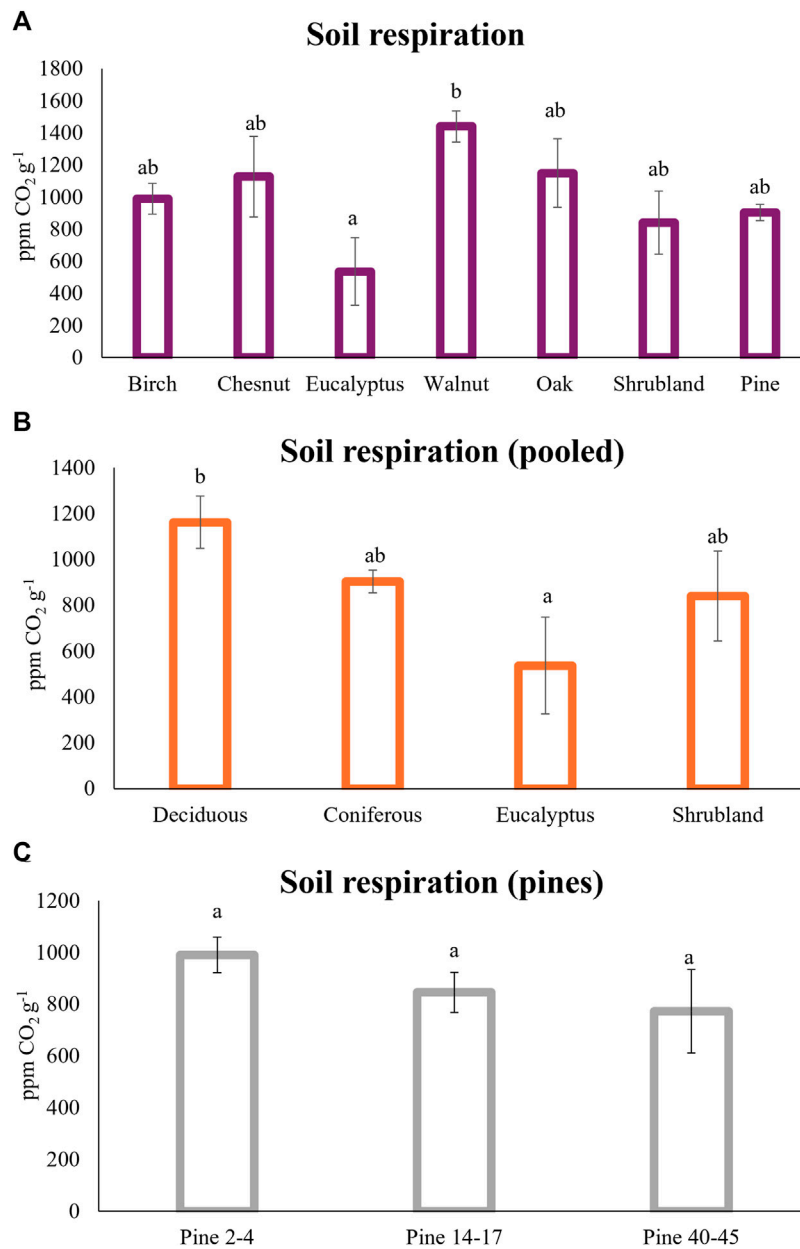 A
Soil respiration
ppm CO₂ g⁻¹
1800
1600
1400
1200
1000
800
600
400
200
0
ab
ab
a
b
ab
ab
ab
Birch Chesnut Eucalyptus Walnut Oak Shrubland Pine
B
Soil respiration (pooled)
ppm CO₂ g⁻¹
1400
1200
1000
800
600
400
200
0
b
ab
a
ab
Deciduous Coniferous Eucalyptus Shrubland
C
Soil respiration (pines)
ppm CO₂ g⁻¹
1200
1000
800
600
400
200
0
a
a
a
Pine 2-4 Pine 14-17 Pine 40-45